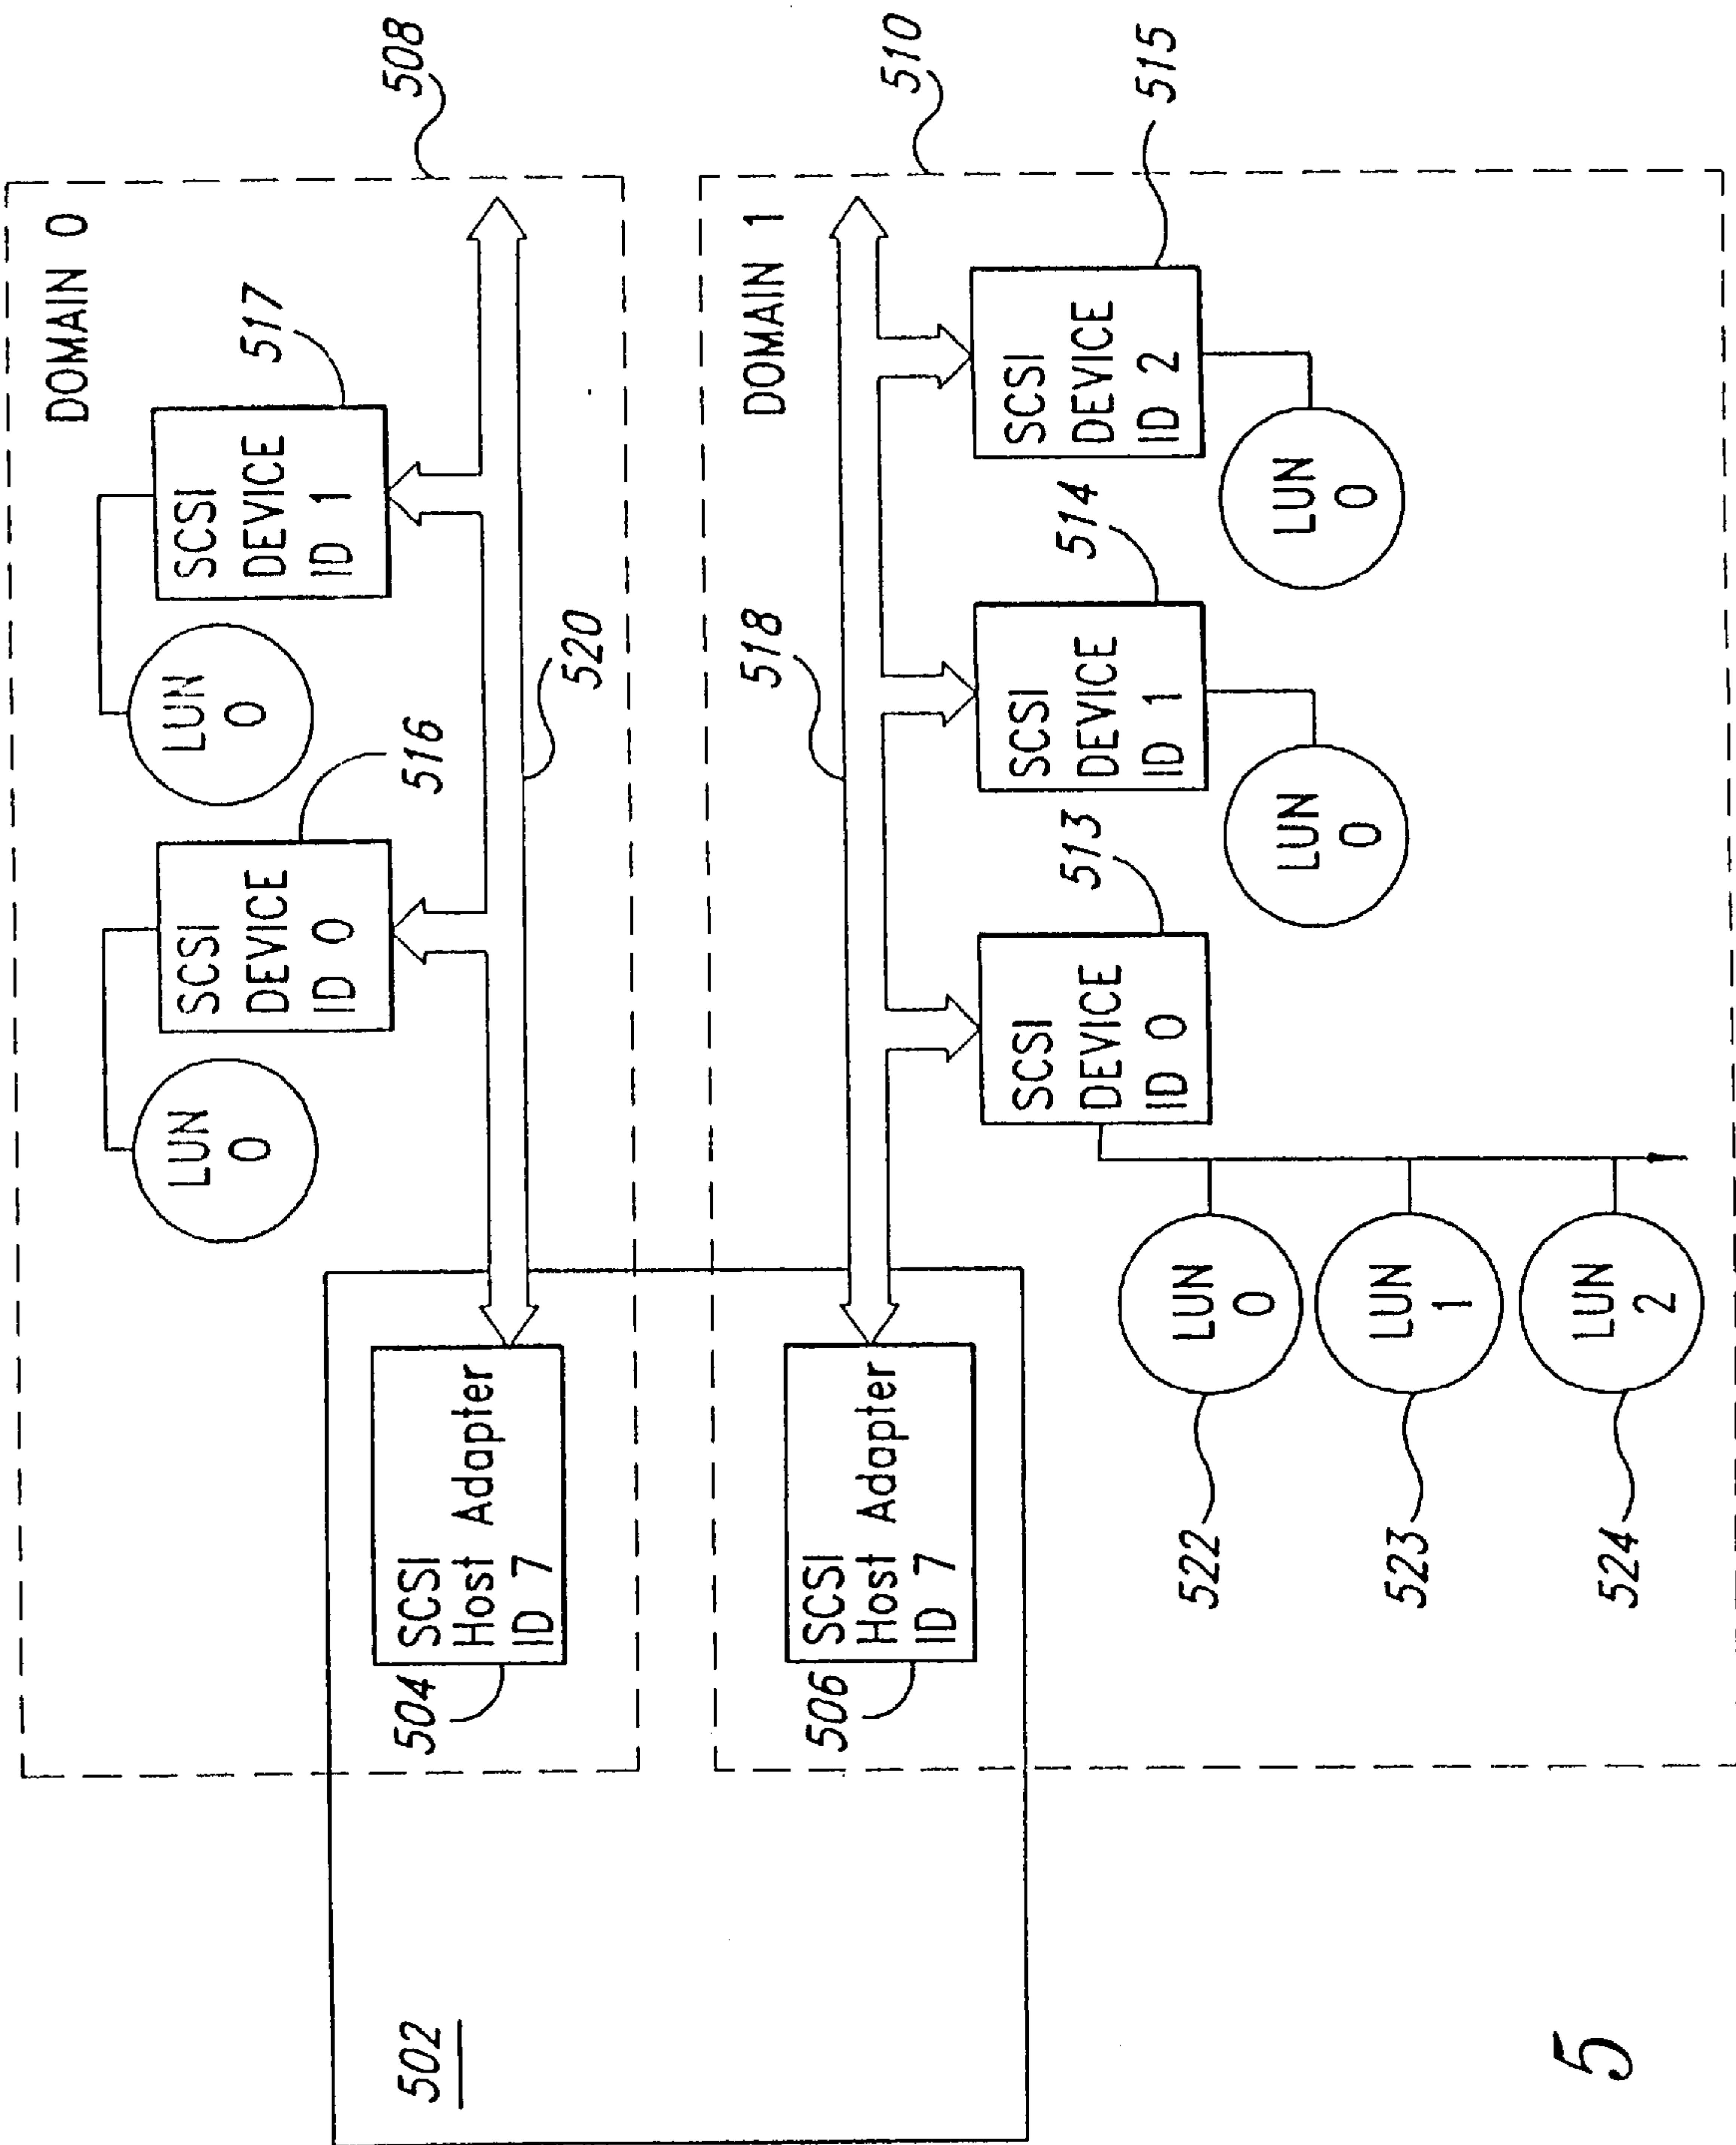 DOMAIN 0
508
SCSI
DEVICE
ID 1
517
LUN
0
SCSI
DEVICE
ID 0
516
LUN
0
520
SCSI
Host Adapter
ID 7
504
502
DOMAIN 1
510
518
SCSI
Host Adapter
ID 7
506
SCSI
DEVICE
ID 0
513
SCSI
DEVICE
ID 1
514
SCSI
DEVICE
ID 2
515
LUN
0
LUN
0
LUN
0
522
LUN
1
523
LUN
2
524
5